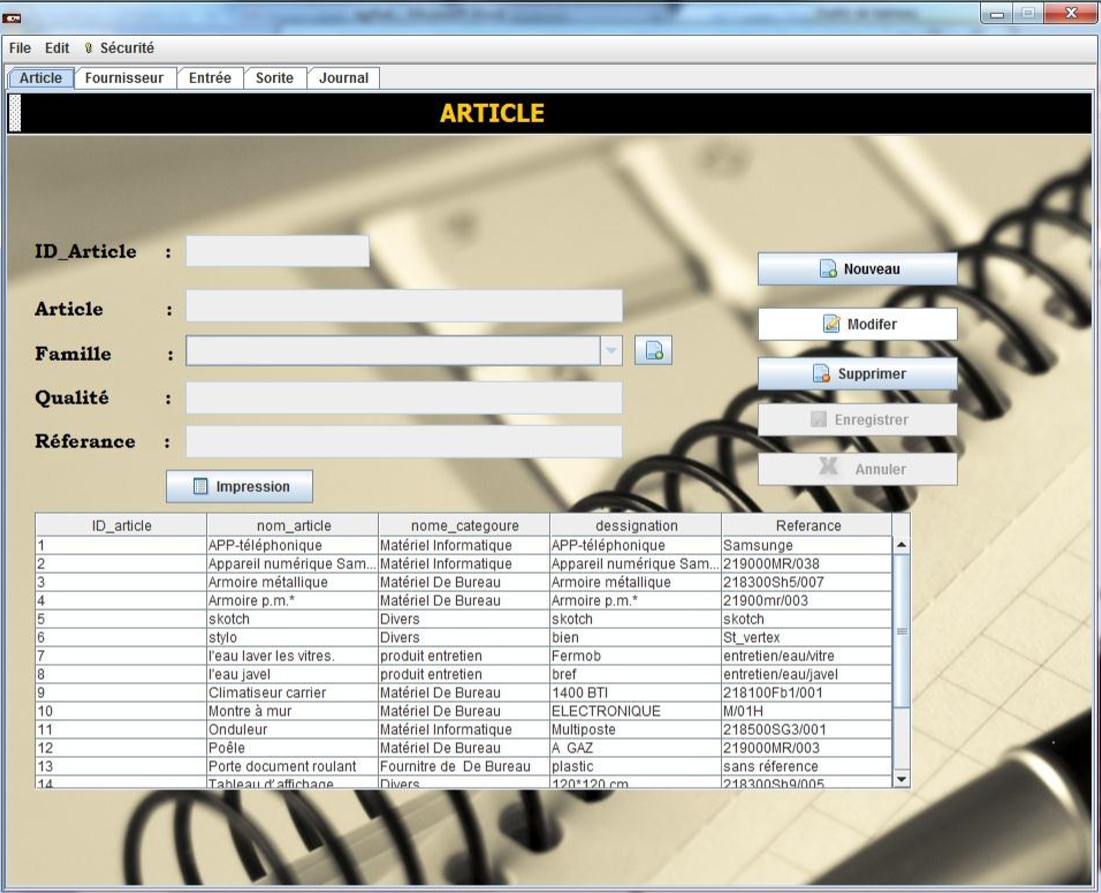 File Edit Sécurité
Article Fournisseur Entrée Sorite Journal
ARTICLE
ID_Article :
Article :
Famille :
Qualité :
Réferance :
Nouveau
Modifer
Supprimer
Enregistrer
Annuler
Impression
ID_article nom_article nome_categoure dessignation Referance
1 APP-téléphonique Matériel Informatique APP-téléphonique Samsunge
2 Appareil numérique Sam... Matériel Informatique Appareil numérique Sam... 219000MR/038
3 Armoire métallique Matériel De Bureau Armoire métallique 218300Sh5/007
4 Armoire p.m.* Matériel De Bureau Armoire p.m.* 21900mr/003
5 skotch Divers skotch skotch
6 stylo Divers bien St_vertex
7 l'eau laver les vitres. produit entretien Fermob entretien/eau/vitre
8 l'eau javel produit entretien bref entretien/eau/javel
9 Climatiseur carrier Matériel De Bureau 1400 BTI 218100Fb1/001
10 Montre à mur Matériel De Bureau ELECTRONIQUE M/01H
11 Onduleur Matériel Informatique Multiposte 218500SG3/001
12 Poêle Matériel De Bureau A GAZ 219000MR/003
13 Porte document roulant Fournitre de De Bureau plastic sans réference
14 Tableau d'affichage Divers 120*120 cm 218300Sh9/005